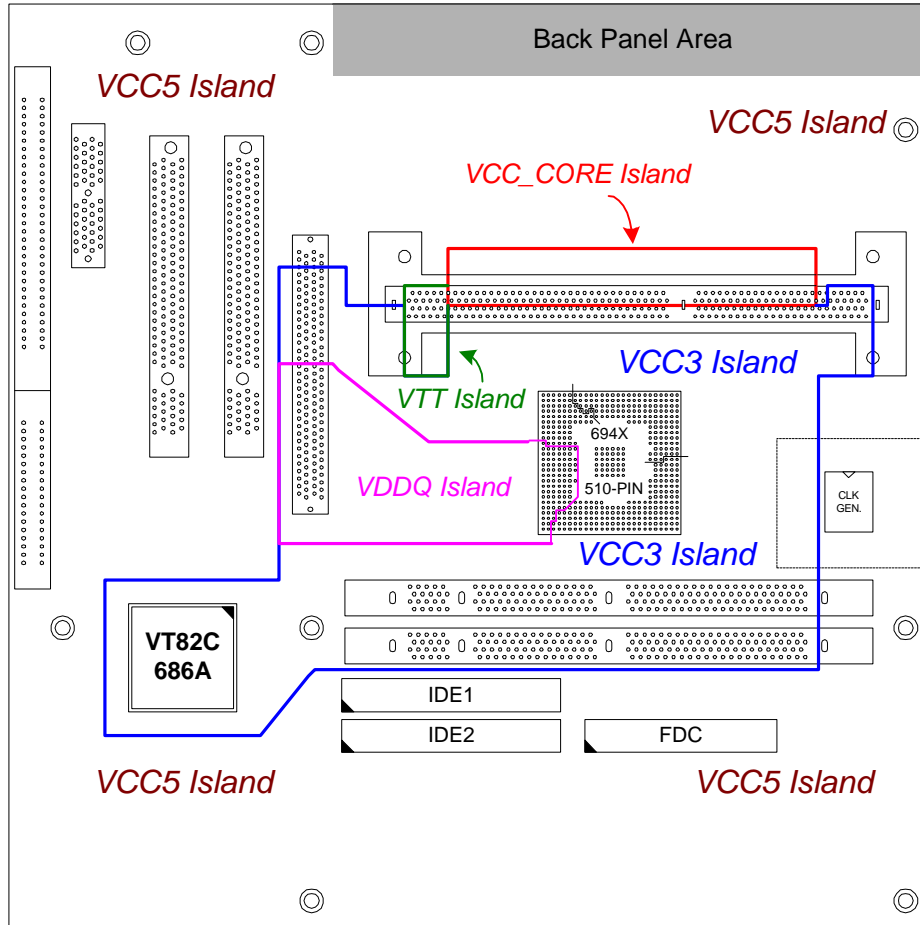 Back Panel Area
VCC5 Island
VCC5 Island
VCC_CORE Island
VCC3 Island
VTT Island
694X
VDDQ Island
510-PIN
CLK
GEN.
VCC3 Island
VT82C
686A
IDE1
IDE2
FDC
VCC5 Island
VCC5 Island